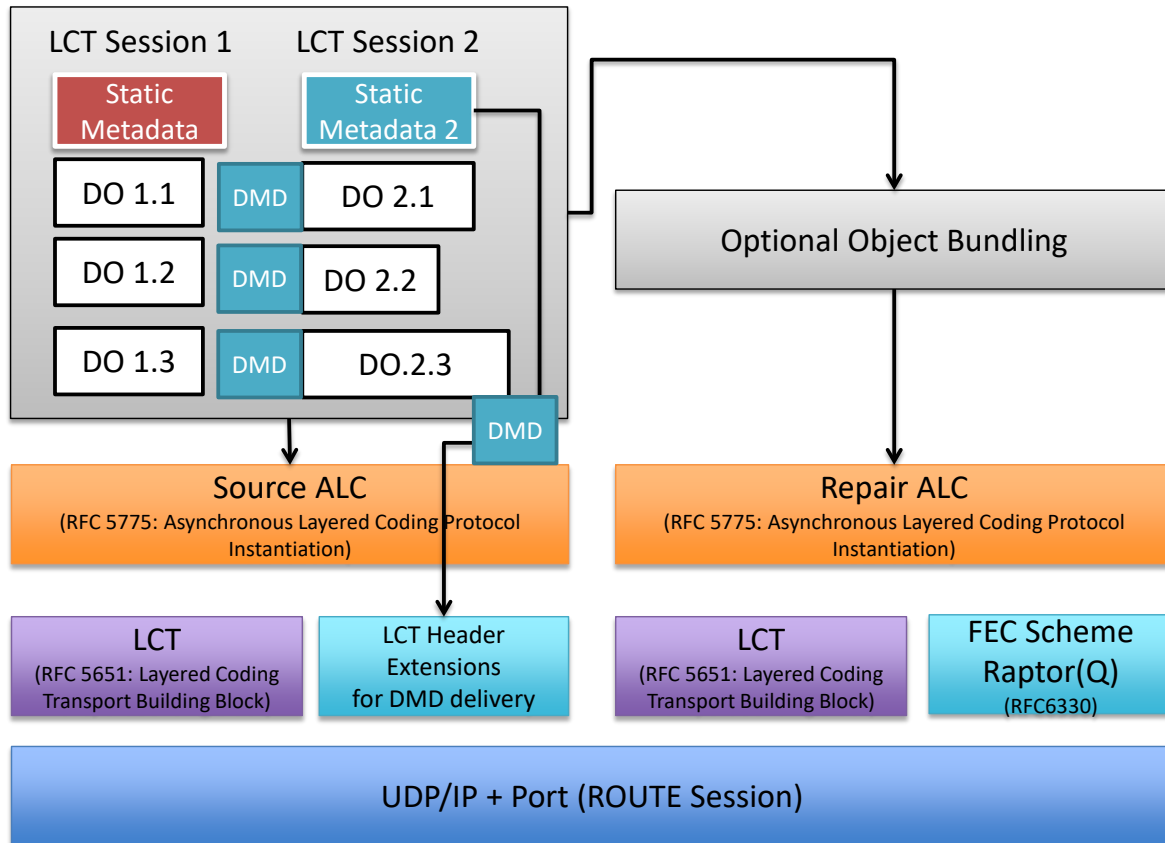 LCT Session 1
LCT Session 2
Static
Metadata
Static
Metadata 2
DO 1.1
DMD
DO 2.1
DO 1.2
DMD
DO 2.2
DO 1.3
DMD
DO.2.3
DMD
Optional Object Bundling
Source ALC
(RFC 5775: Asynchronous Layered Coding Protocol
Instantiation)
Repair ALC
(RFC 5775: Asynchronous Layered Coding Protocol
Instantiation)
LCT
(RFC 5651: Layered Coding
Transport Building Block)
LCT Header
Extensions
for DMD delivery
LCT
(RFC 5651: Layered Coding
Transport Building Block)
FEC Scheme
Raptor(Q)
(RFC6330)
UDP/IP + Port (ROUTE Session)